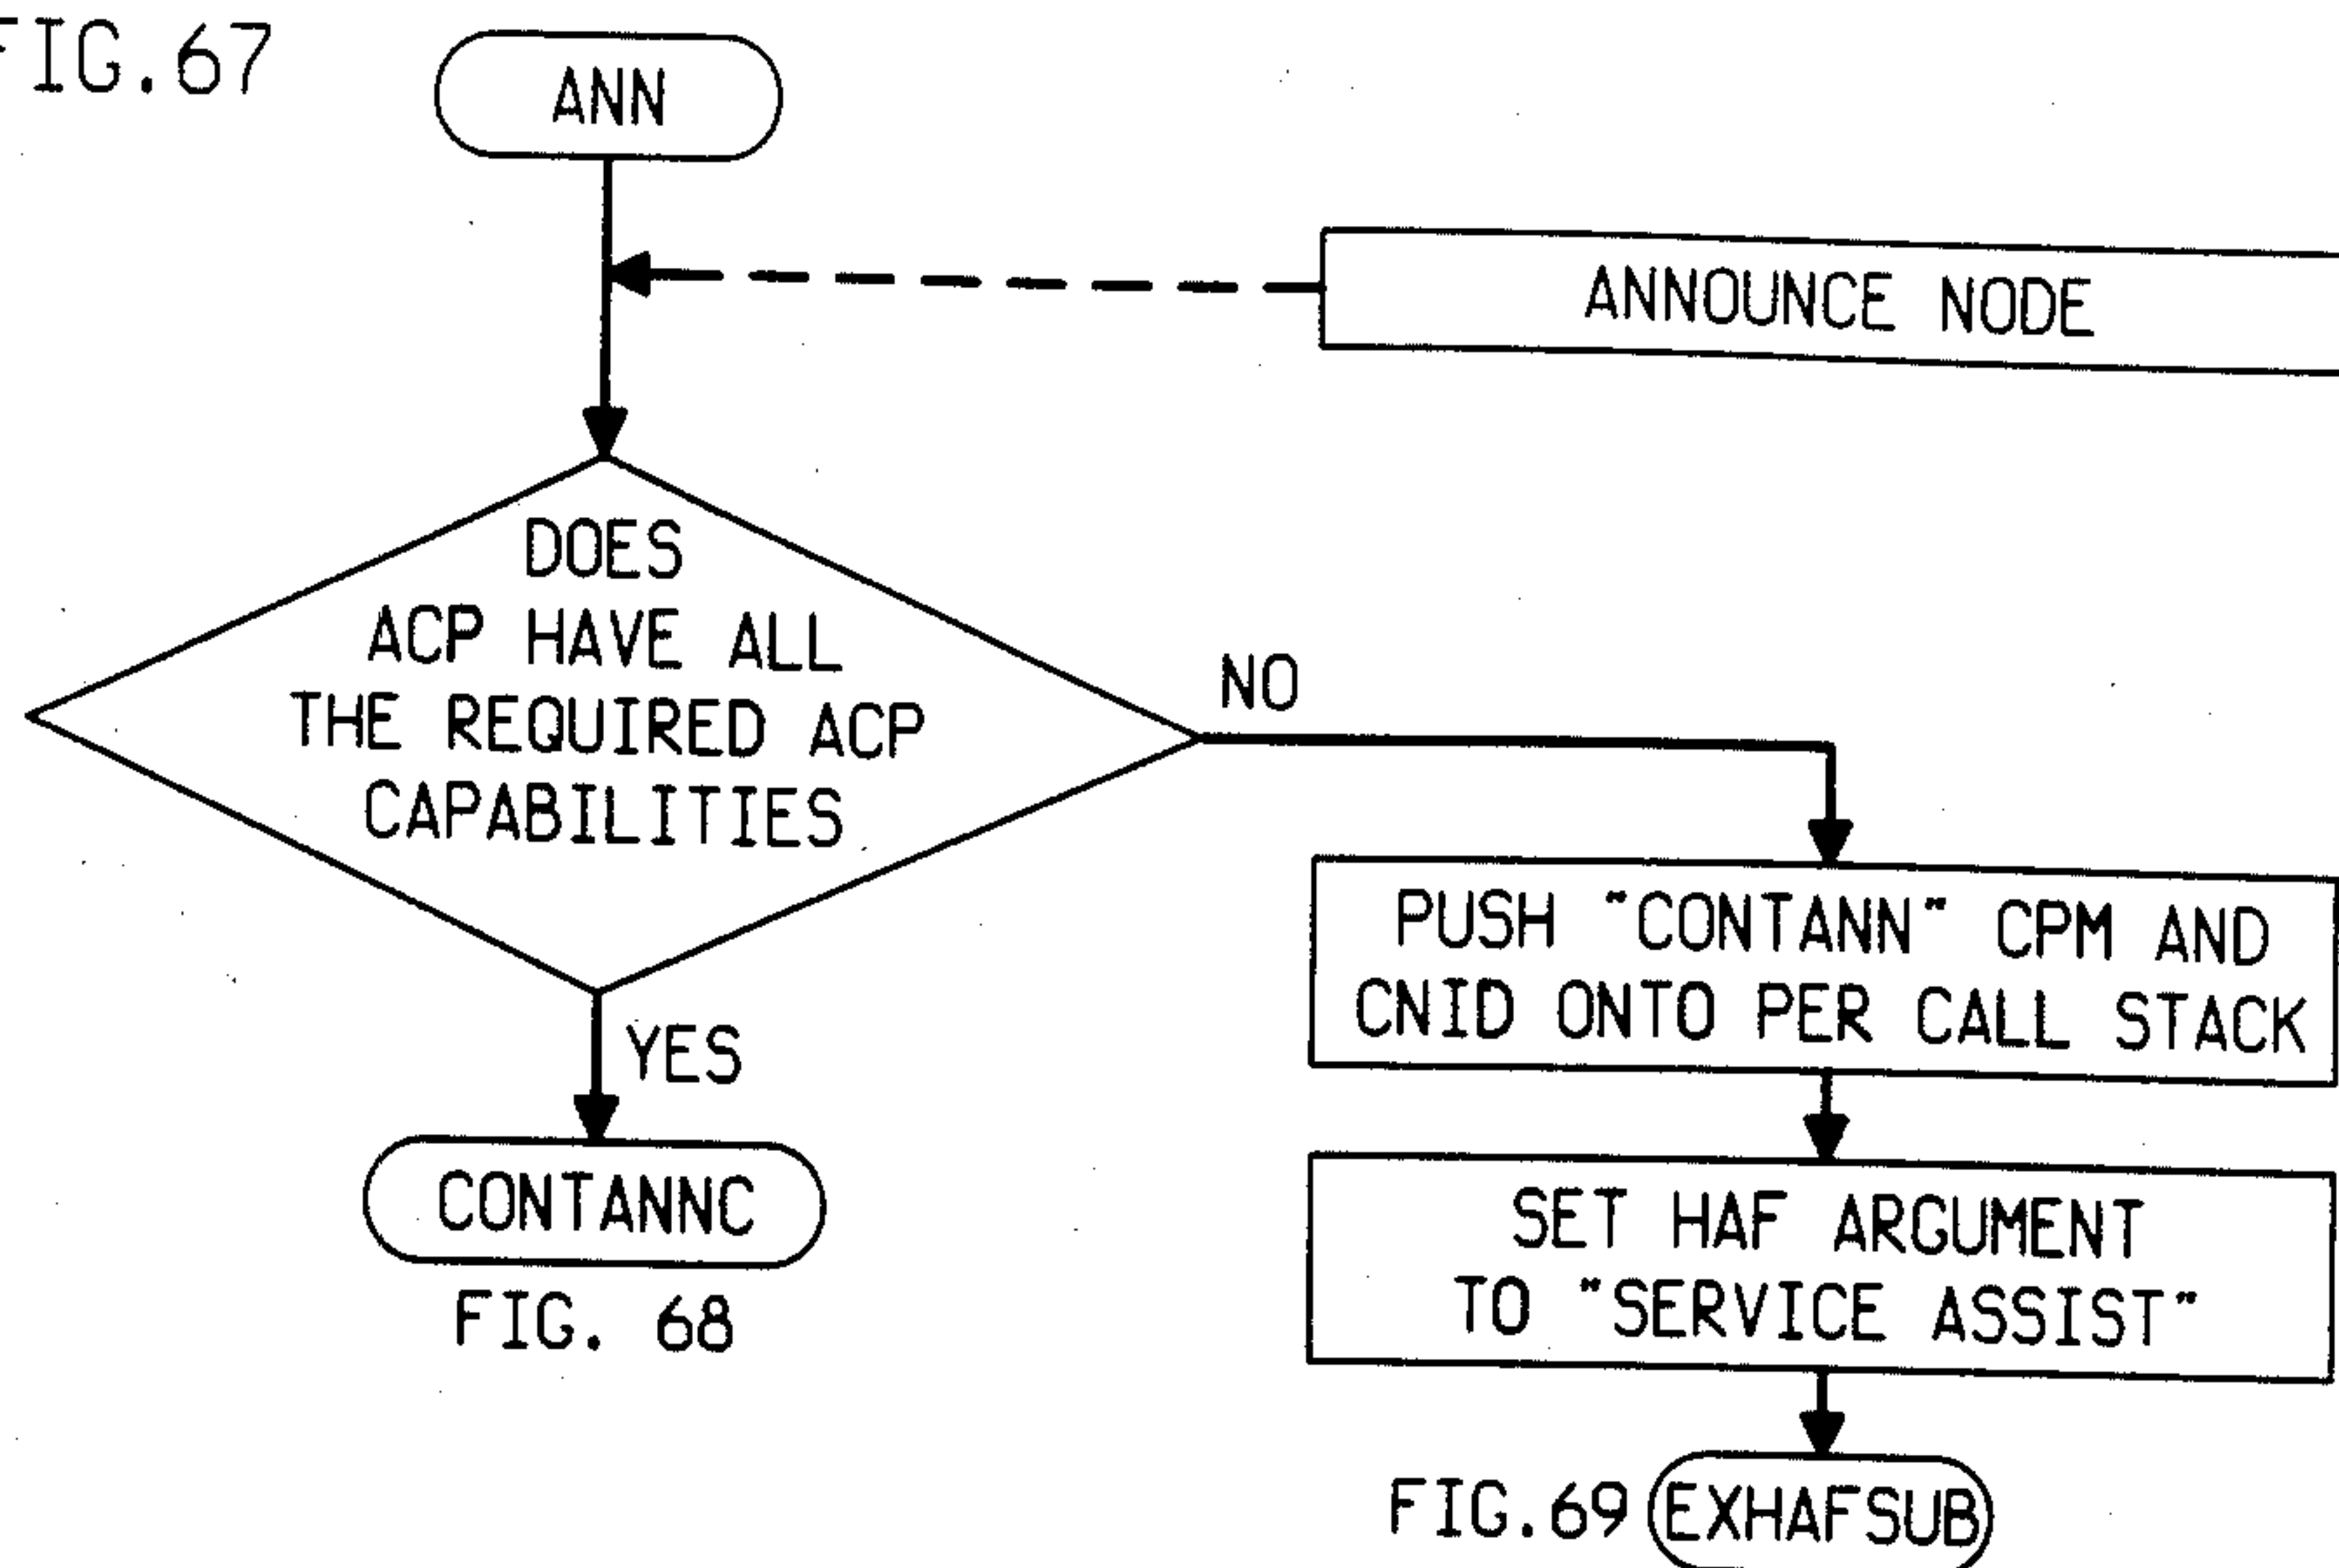 FIG.67
ANN
ANNOUNCE NODE
DOES
ACP HAVE ALL
THE REQUIRED ACP
CAPABILITIES
NO
YES
CONTANNC
FIG. 68
PUSH "CONTANN" CPM AND
CNID ONTO PER CALL STACK
SET HAF ARGUMENT
TO "SERVICE ASSIST"
FIG.69 EXHAFSUB